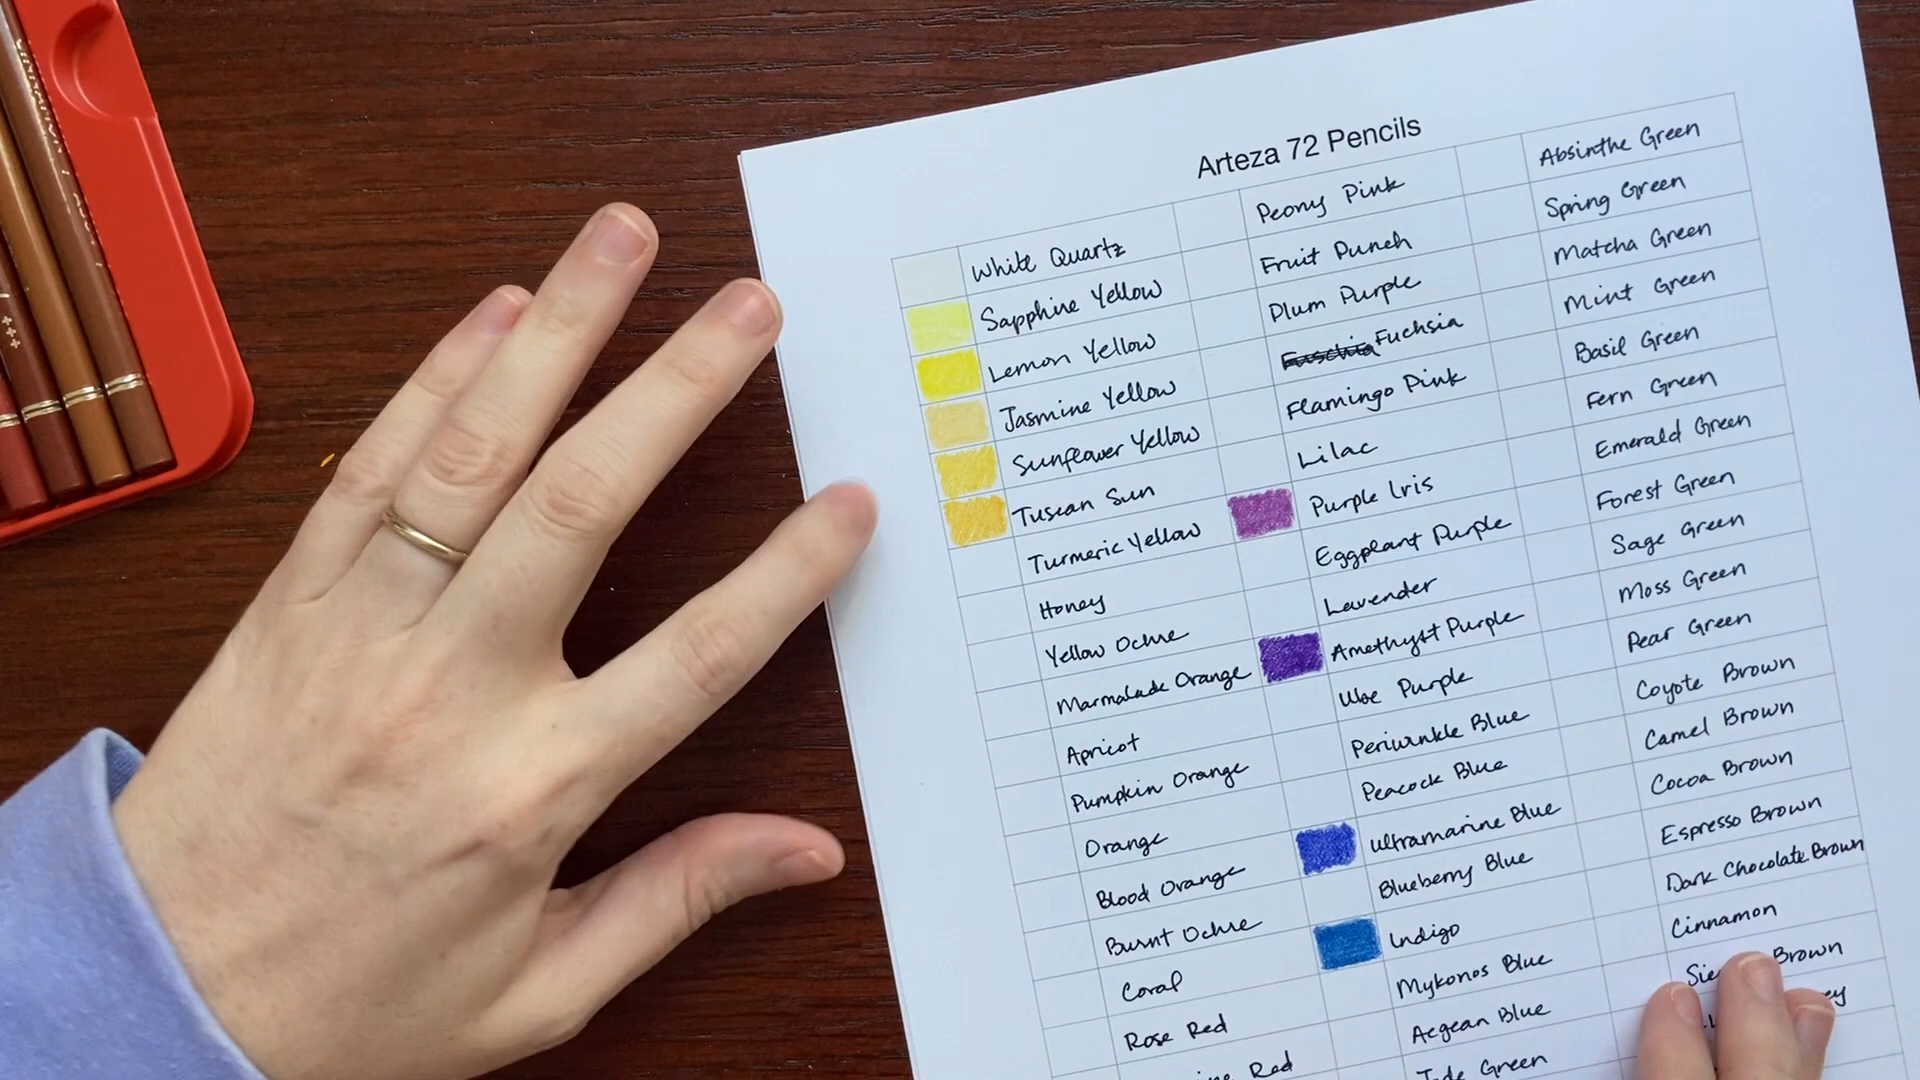 Arteza 72 Pencils
White Quartz
Sapphire Yellow
Lemon Yellow
Jasmine Yellow
Sunflower Yellow
Tuscan Sun
Turmeric Yellow
Honey
Yellow Ochre
Marmalade Orange
Apricot
Pumpkin Orange
Orange
Blood Orange
Burnt Ochre
Coral
Rose Red
Red
Peony Pink
Fruit Punch
Plum Purple
Fuschia Fuchsia
Flamingo Pink
Lilac
Purple Iris
Eggplant Purple
Lavender
Amethyst Purple
Ube Purple
Periwinkle Blue
Peacock Blue
Ultramarine Blue
Blueberry Blue
Indigo
Mykonos Blue
Aegean Blue
Jade Green
Absinthe Green
Spring Green
Matcha Green
Mint Green
Basil Green
Fern Green
Emerald Green
Forest Green
Sage Green
Moss Green
Pear Green
Coyote Brown
Camel Brown
Cocoa Brown
Espresso Brown
Dark Chocolate Brown
Cinnamon
Brown